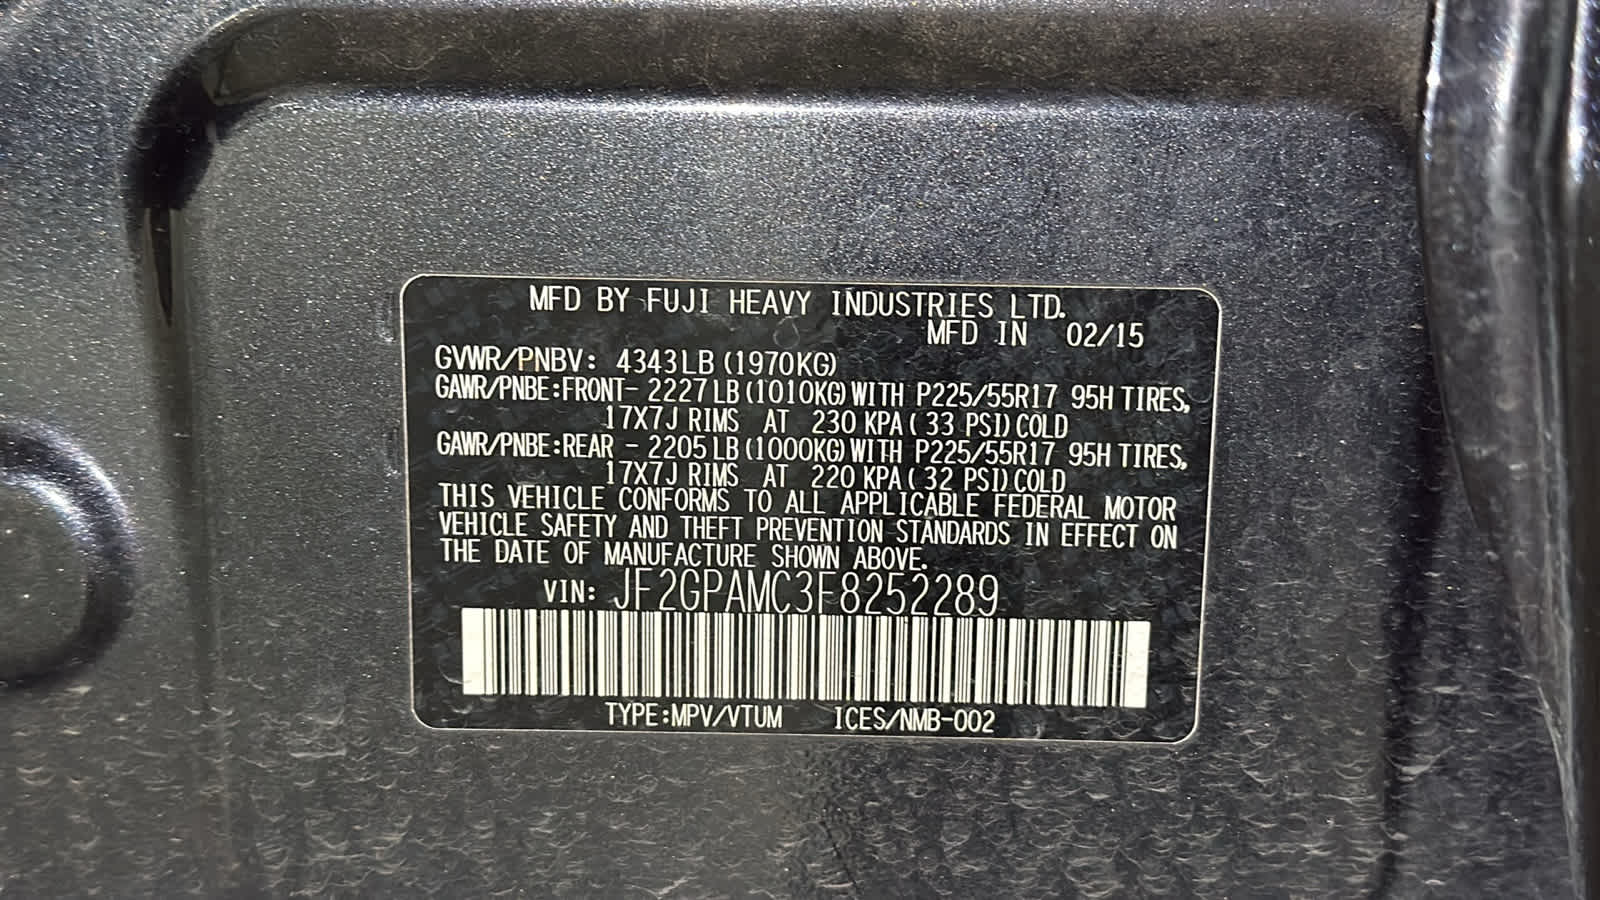 MFD BY FUJI HEAVY INDUSTRIES LTD.
MFD IN 02/15
GVWR/PNBV: 4343LB (1970KG)
GAWR/PNBE:FRONT- 2227LB (1010KG) WITH P225/55R17 95H TIRES,
17X7J RIMS AT 230 KPA ( 33 PSI) COLD
GAWR/PNBE:REAR - 2205LB (1000KG) WITH P225/55R17 95H TIRES,
17X7J RIMS AT 220 KPA ( 32 PSI) COLD
THIS VEHICLE CONFORMS TO ALL APPLICABLE FEDERAL MOTOR
VEHICLE SAFETY AND THEFT PREVENTION STANDARDS IN EFFECT ON
THE DATE OF MANUFACTURE SHOWN ABOVE.
VIN: JF2GPAMC3F8252289
TYPE:MPV/VTUM ICES/NMB-002